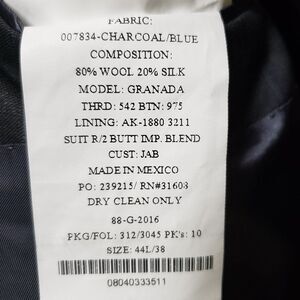 FABRIC:
007834-CHARCOAL/BLUE
COMPOSITION:
80% WOOL 20% SILK
MODEL: GRANADA
THRD: 542 BTN: 975
LINING: AK-1880 3211
SUIT R/2 BUTT IMP. BLEND
CUST: JAB
MADE IN MEXICO
PO: 239215/ RN#31603
DRY CLEAN ONLY
88-G-2016
PKG/FOL: 312/3045 PK's: 10
SIZE: 44L/38
08040333511